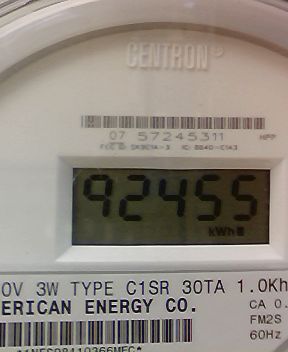 CENTRON®
07 57245311 HPP
92455
kWh
0V 3W TYPE C1SR 30TA 1.0Kh
ERICAN ENERGY CO. CA 0.
FM2S
60Hz